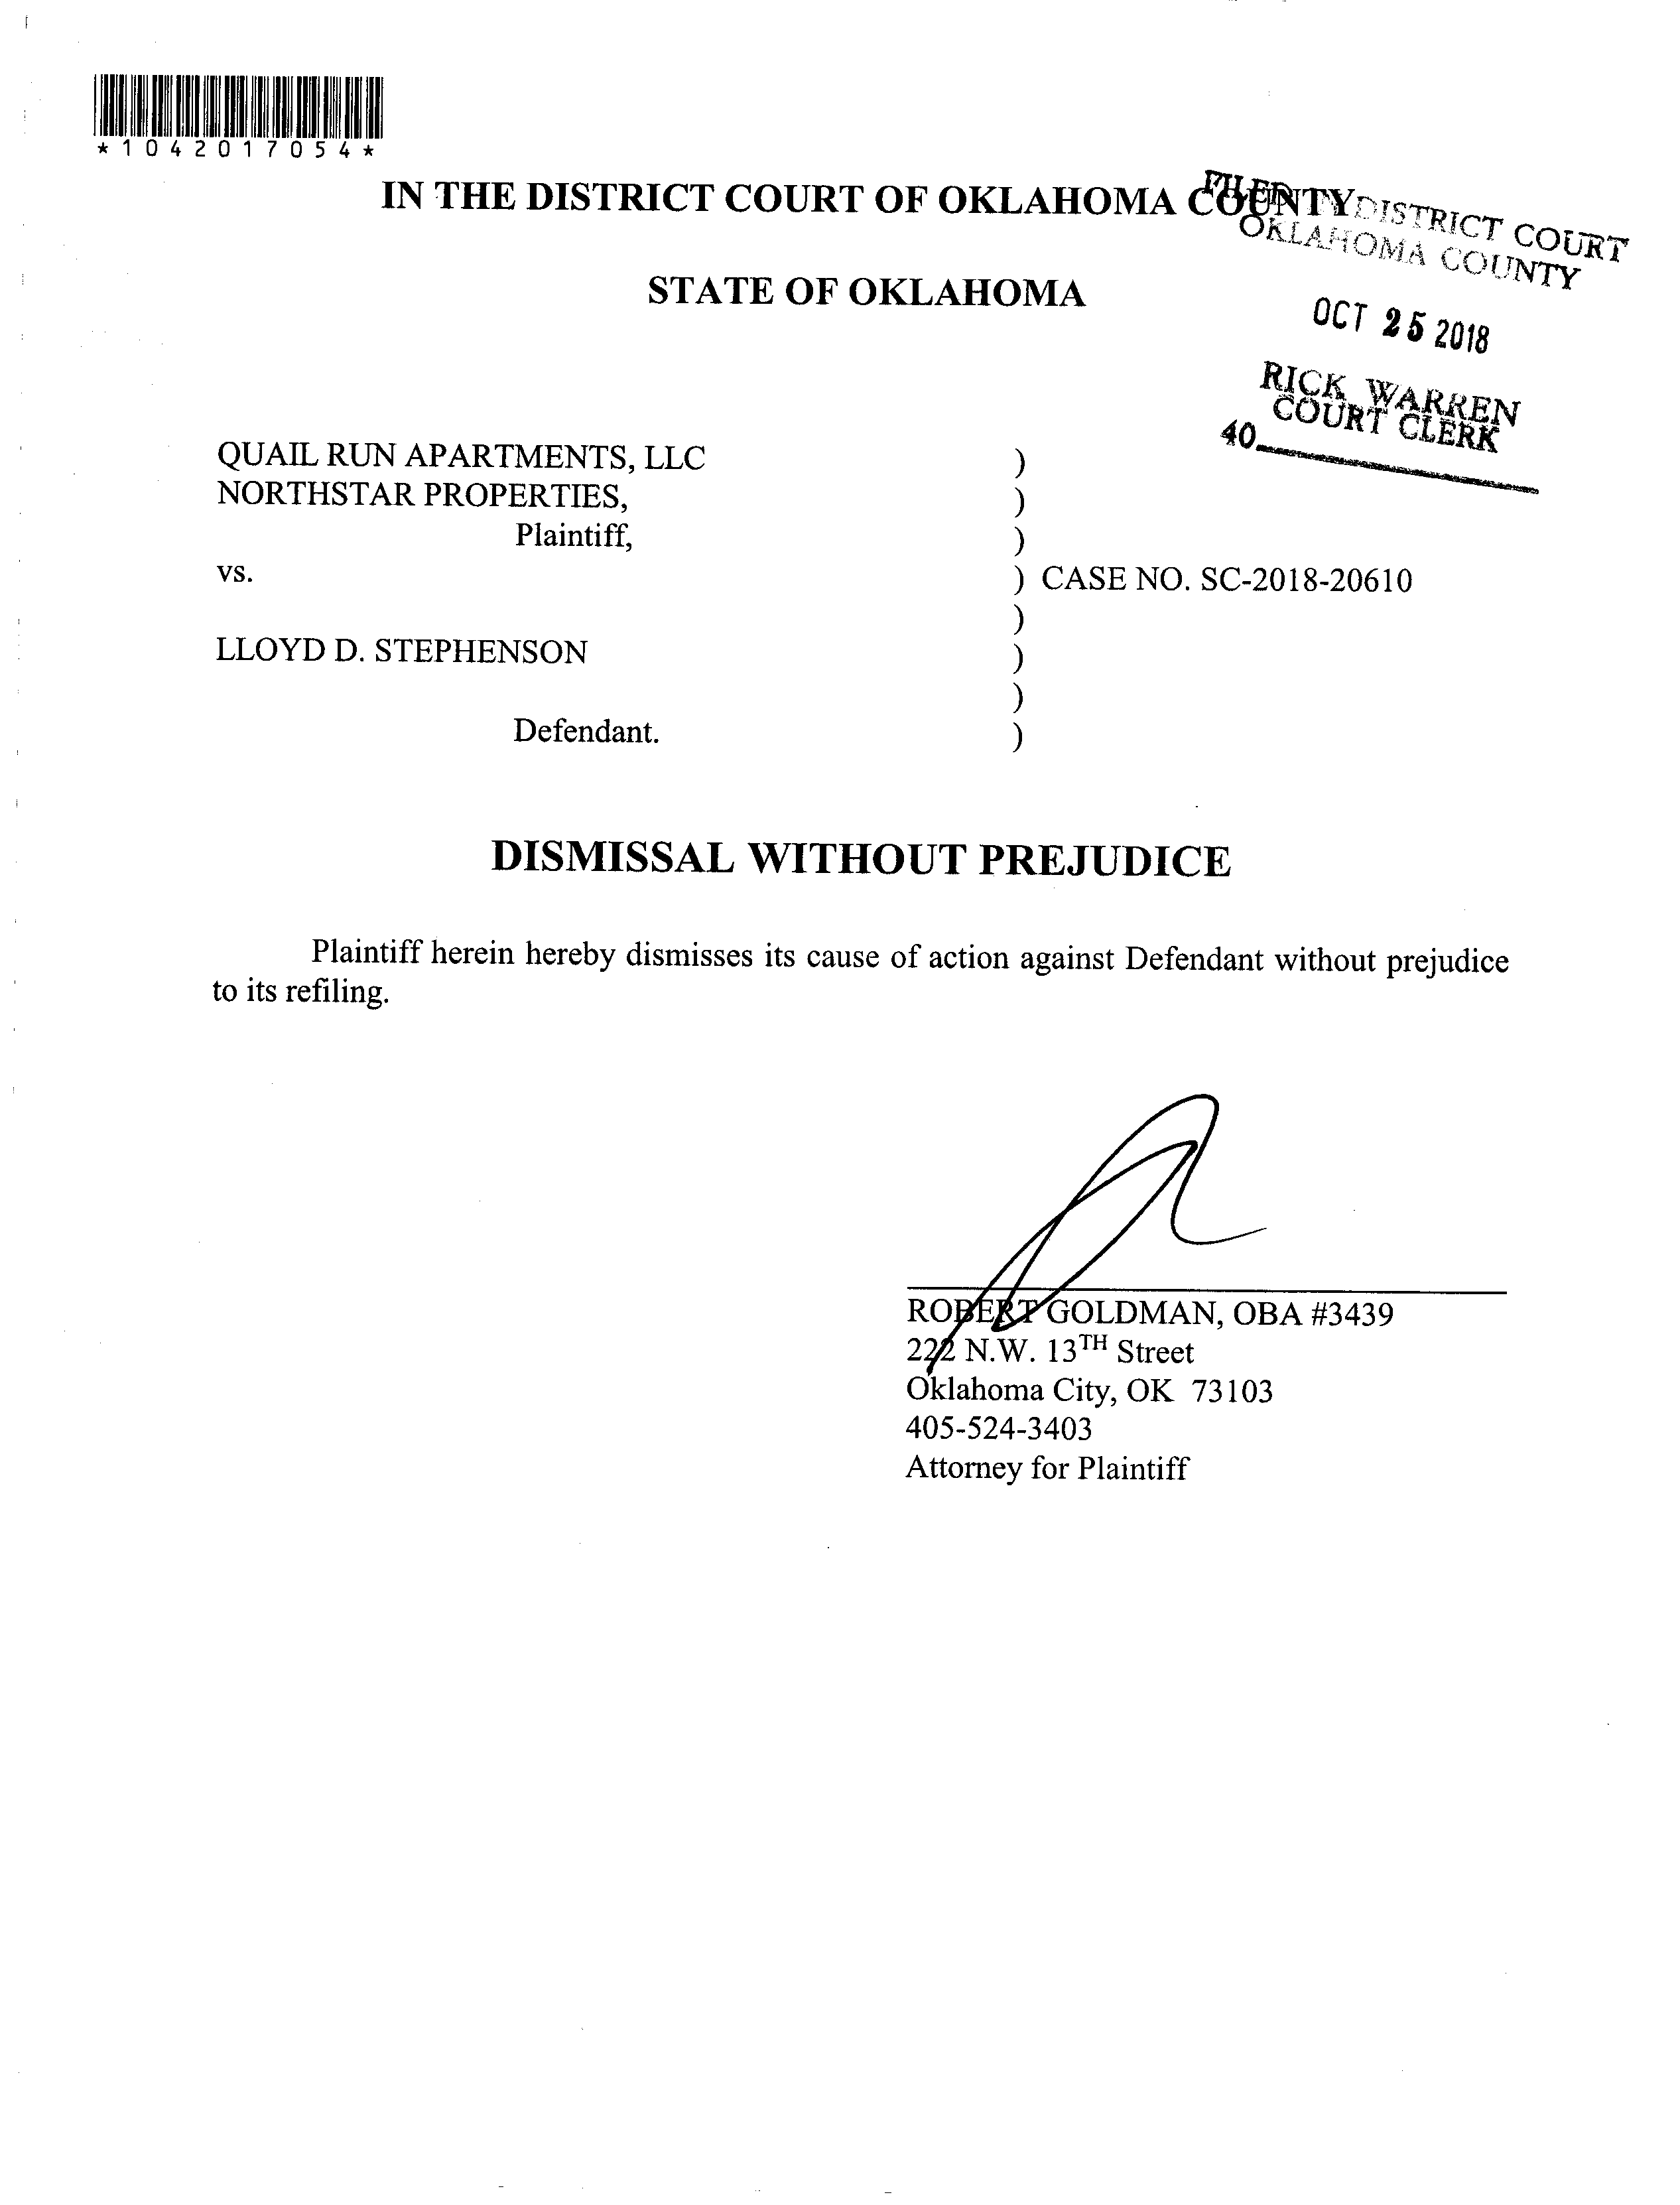 *1042017054*
IN THE DISTRICT COURT OF OKLAHOMA COUNTY
FILED DISTRICT COURT
OKLAHOMA COUNTY
STATE OF OKLAHOMA
OCT 25 2018
RICK WARREN
COURT CLERK
40
QUAIL RUN APARTMENTS, LLC )
NORTHSTAR PROPERTIES, )
Plaintiff, )
vs. ) CASE NO. SC-2018-20610
)
LLOYD D. STEPHENSON )
)
Defendant. )
DISMISSAL WITHOUT PREJUDICE
Plaintiff herein hereby dismisses its cause of action against Defendant without prejudice
to its refiling.
ROBERT GOLDMAN, OBA #3439
222 N.W. 13TH Street
Oklahoma City, OK 73103
405-524-3403
Attorney for Plaintiff